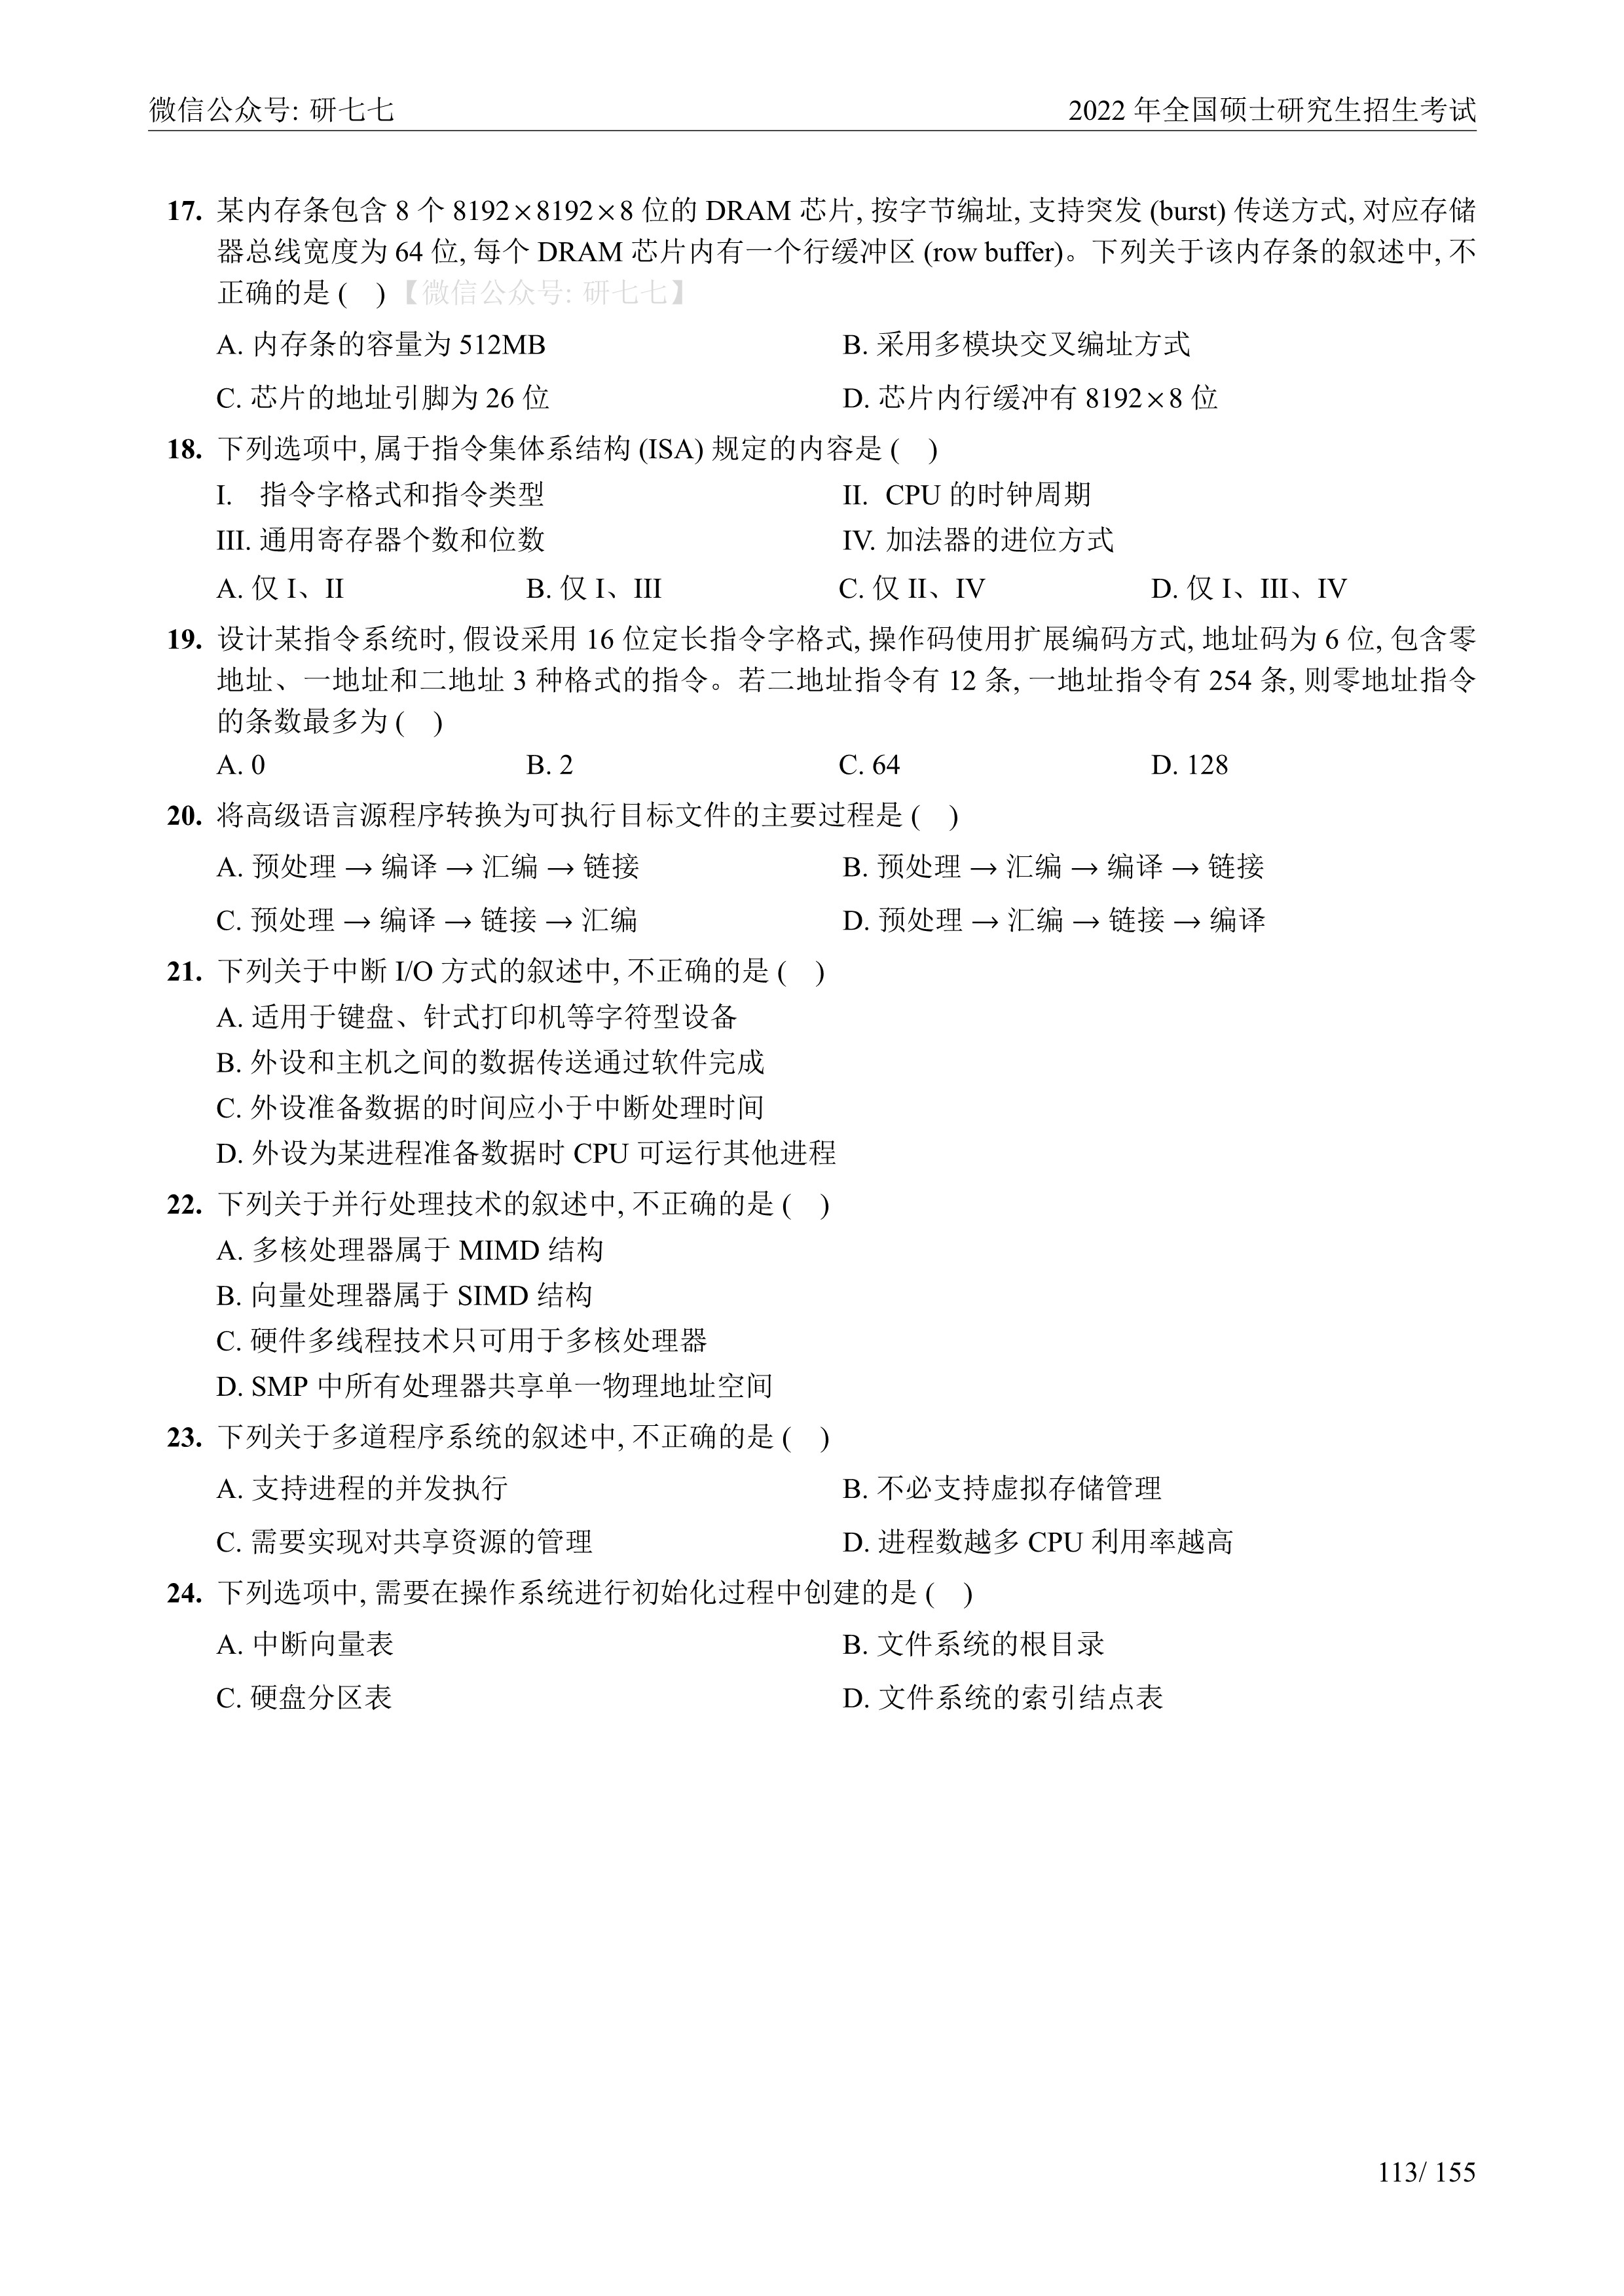 微信公众号: 研七七
2022 年全国硕士研究生招生考试
17. 某内存条包含 8 个 8192×8192×8 位的 DRAM 芯片, 按字节编址, 支持突发 (burst) 传送方式, 对应存储
器总线宽度为 64 位, 每个 DRAM 芯片内有一个行缓冲区 (row buffer)。下列关于该内存条的叙述中, 不
正确的是 ( ) 【微信公众号: 研七七】
A. 内存条的容量为 512MB B. 采用多模块交叉编址方式
C. 芯片的地址引脚为 26 位 D. 芯片内行缓冲有 8192×8 位
18. 下列选项中, 属于指令集体系结构 (ISA) 规定的内容是 ( )
I. 指令字格式和指令类型 II. CPU 的时钟周期
III. 通用寄存器个数和位数 IV. 加法器的进位方式
A. 仅 I、II B. 仅 I、III C. 仅 II、IV D. 仅 I、III、IV
19. 设计某指令系统时, 假设采用 16 位定长指令字格式, 操作码使用扩展编码方式, 地址码为 6 位, 包含零
地址、一地址和二地址 3 种格式的指令。若二地址指令有 12 条, 一地址指令有 254 条, 则零地址指令
的条数最多为 ( )
A. 0 B. 2 C. 64 D. 128
20. 将高级语言源程序转换为可执行目标文件的主要过程是 ( )
A. 预处理 → 编译 → 汇编 → 链接 B. 预处理 → 汇编 → 编译 → 链接
C. 预处理 → 编译 → 链接 → 汇编 D. 预处理 → 汇编 → 链接 → 编译
21. 下列关于中断 I/O 方式的叙述中, 不正确的是 ( )
A. 适用于键盘、针式打印机等字符型设备
B. 外设和主机之间的数据传送通过软件完成
C. 外设准备数据的时间应小于中断处理时间
D. 外设为某进程准备数据时 CPU 可运行其他进程
22. 下列关于并行处理技术的叙述中, 不正确的是 ( )
A. 多核处理器属于 MIMD 结构
B. 向量处理器属于 SIMD 结构
C. 硬件多线程技术只可用于多核处理器
D. SMP 中所有处理器共享单一物理地址空间
23. 下列关于多道程序系统的叙述中, 不正确的是 ( )
A. 支持进程的并发执行 B. 不必支持虚拟存储管理
C. 需要实现对共享资源的管理 D. 进程数越多 CPU 利用率越高
24. 下列选项中, 需要在操作系统进行初始化过程中创建的是 ( )
A. 中断向量表 B. 文件系统的根目录
C. 硬盘分区表 D. 文件系统的索引结点表
113/ 155